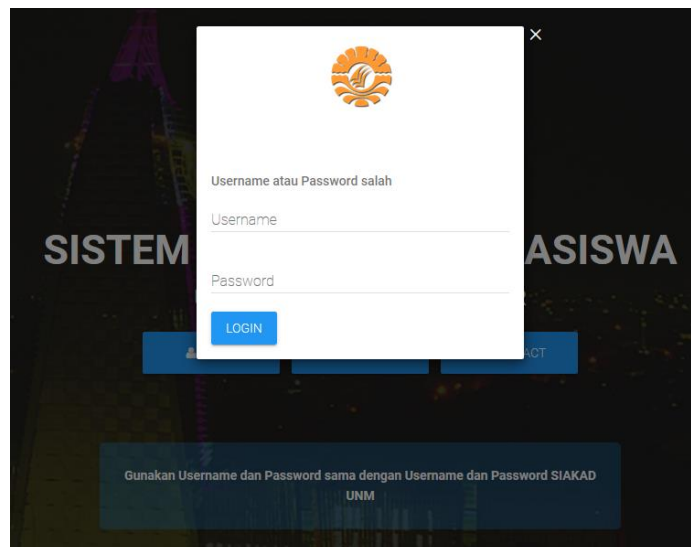 ×
Username atau Password salah
Username
SISTEM ASISWA
Password
LOGIN
ACT
Gunakan Username dan Password sama dengan Username dan Password SIAKAD
UNM